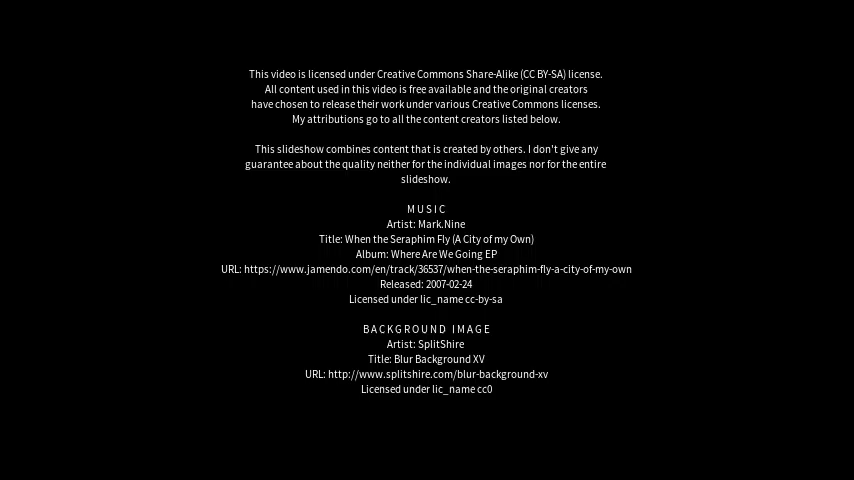 This video is licensed under Creative Commons Share-Alike (CC BY-SA) license.
All content used in this video is free available and the original creators
have chosen to release their work under various Creative Commons licenses.
My attributions go to all the content creators listed below.
This slideshow combines content that is created by others. I don't give any
guarantee about the quality neither for the individual images nor for the entire
slideshow.
MUSIC
Artist: Mark.Nine
Title: When the Seraphim Fly (A City of my Own)
Album: Where Are We Going EP
URL: https://www.jamendo.com/en/track/36537/when-the-seraphim-fly-a-city-of-my-own
Released: 2007-02-24
Licensed under lic_name cc-by-sa
BACKGROUND IMAGE
Artist: SplitShire
Title: Blur Background XV
URL: http://www.splitshire.com/blur-background-xv
Licensed under lic_name cc0